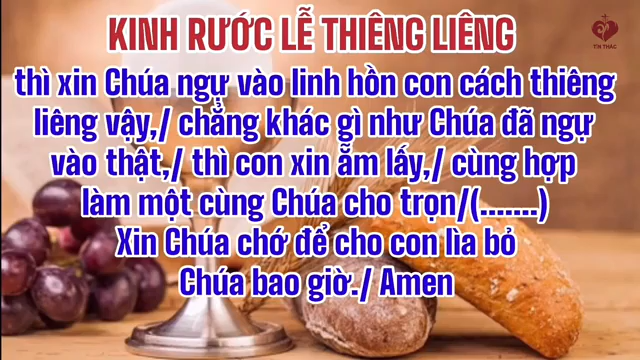 KINH RƯỚC LỄ THIÊNG LIÊNG
TÍN THÁC
thì xin Chúa ngự vào linh hồn con cách thiêng
liêng vậy,/ chẳng khác gì như Chúa đã ngự
vào thật,/ thì con xin ẵm lấy,/ cùng hợp
làm một cùng Chúa cho trọn/(.......)
Xin Chúa chớ để cho con lìa bỏ
Chúa bao giờ./ Amen